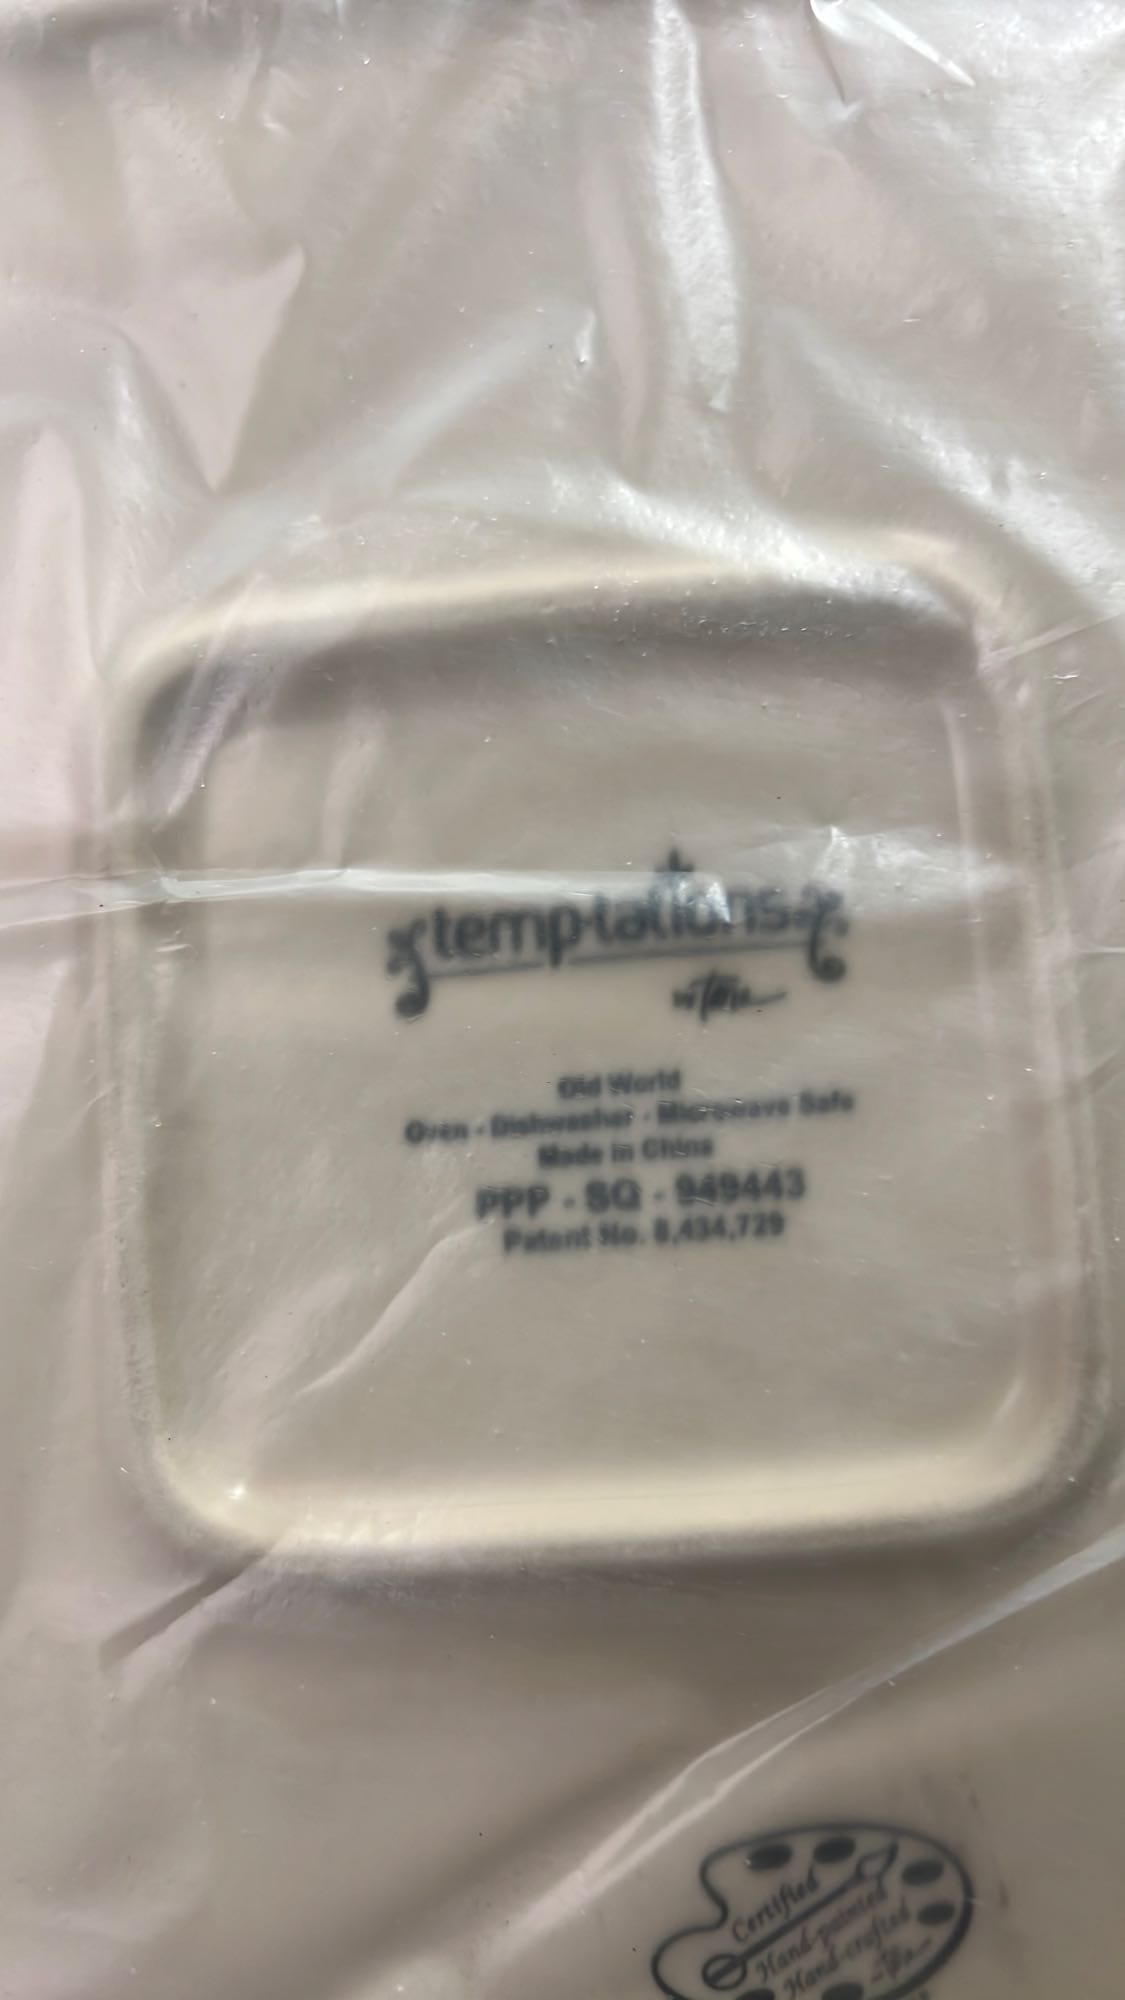 temp-tations
Old World
Oven - Dishwasher - Microwave Safe
Made in China
PPP - SQ - 949443
Patent No. 8,434,729
Certified
Hand-painted
Hand-crafted